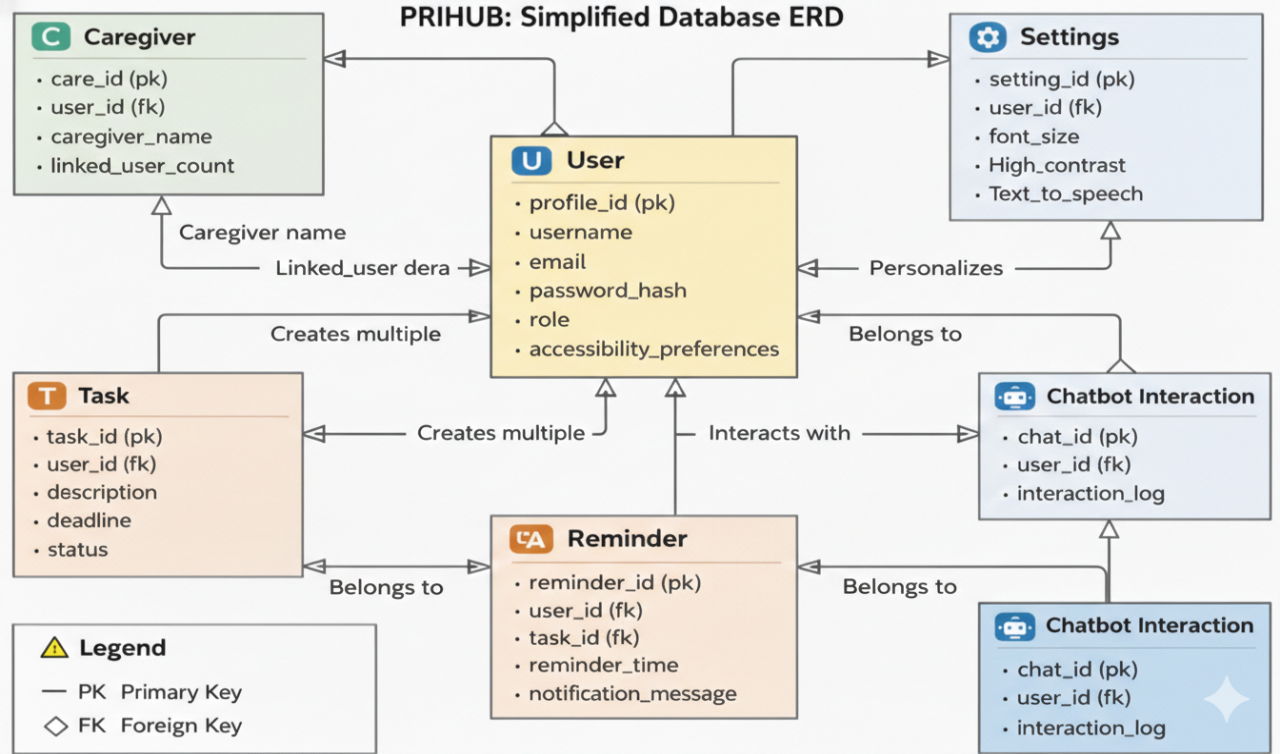 PRIHUB: Simplified Database ERD
C Caregiver
· care_id (pk)
· user_id (fk)
· caregiver_name
· linked_user_count
Settings
· setting_id (pk)
· user_id (fk)
· font_size
· High_contrast
· Text_to_speech
U User
· profile_id (pk)
· username
· email
· password_hash
· role
· accessibility_preferences
Caregiver name
Linked_user dera
Personalizes
Creates multiple
Belongs to
T Task
· task_id (pk)
· user_id (fk)
· description
· deadline
· status
Creates multiple
Interacts with
Chatbot Interaction
· chat_id (pk)
· user_id (fk)
· interaction_log
Reminder
· reminder_id (pk)
· user_id (fk)
· task_id (fk)
· reminder_time
· notification_message
Belongs to
Belongs to
Chatbot Interaction
· chat_id (pk)
· user_id (fk)
· interaction_log
Legend
PK Primary Key
FK Foreign Key